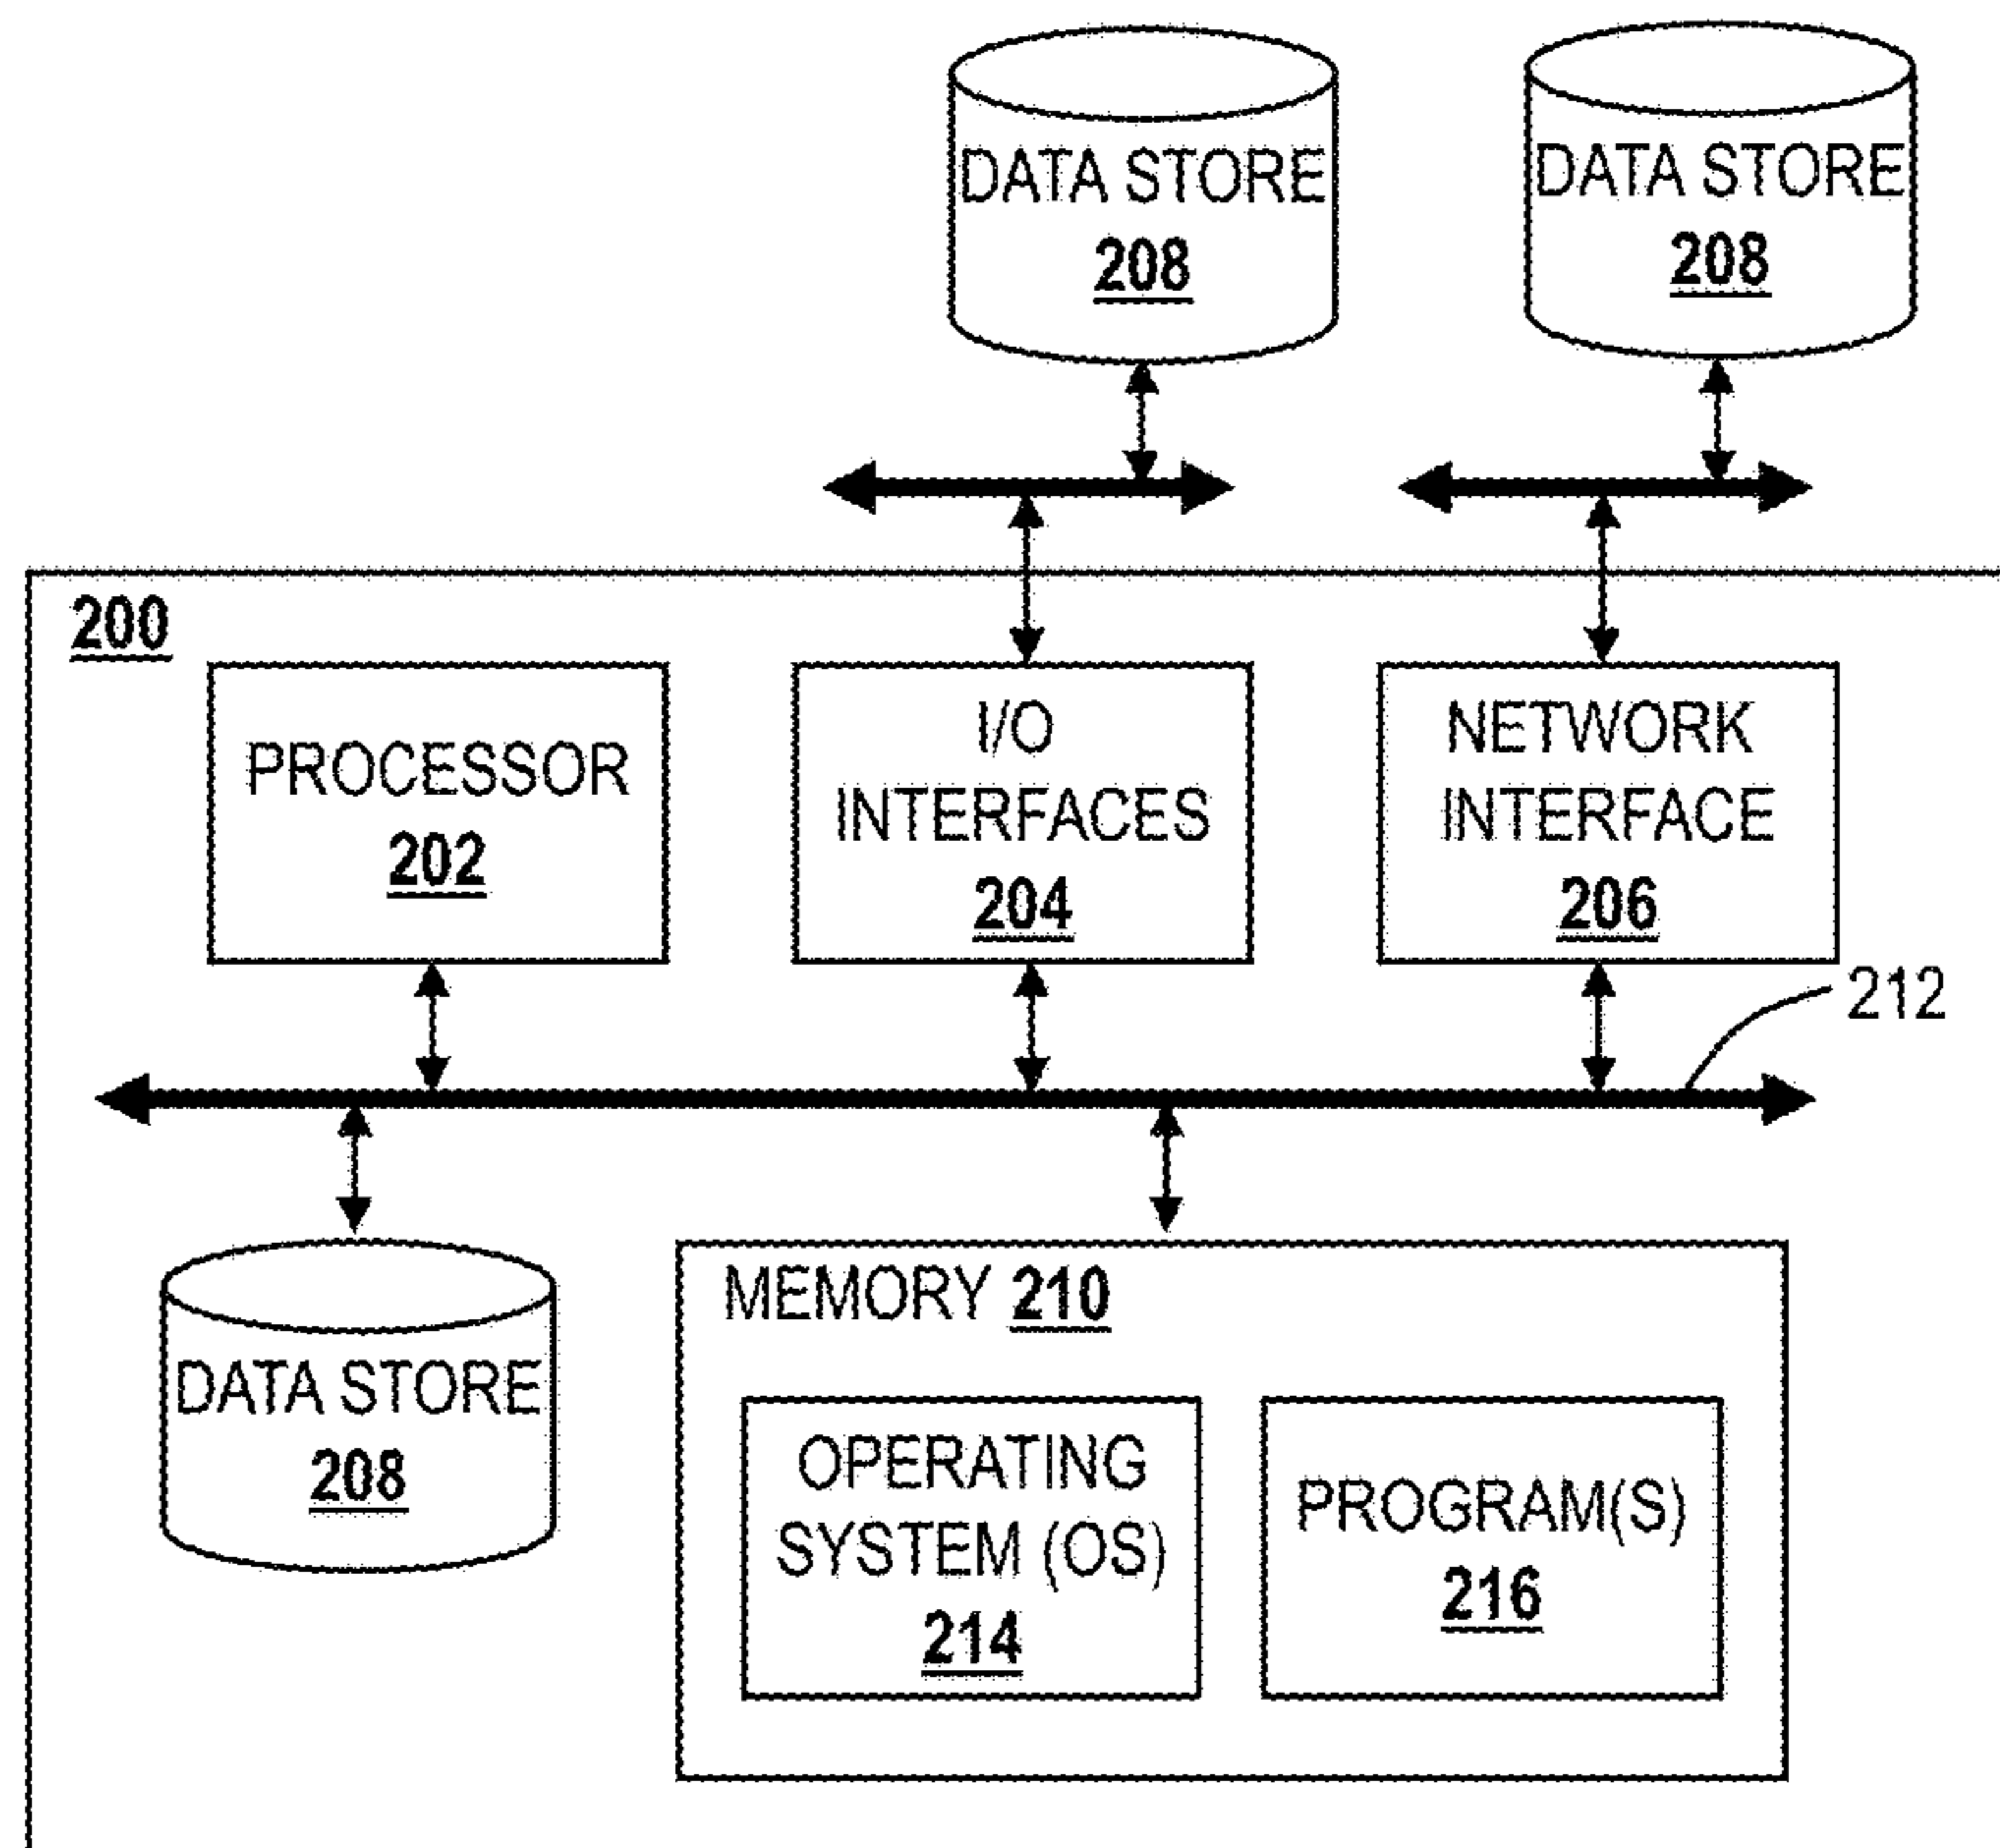 DATA STORE
208
DATA STORE
208
200
PROCESSOR
202
I/O
INTERFACES
204
NETWORK
INTERFACE
206
212
DATA STORE
208
MEMORY 210
OPERATING
SYSTEM (OS)
214
PROGRAM(S)
216